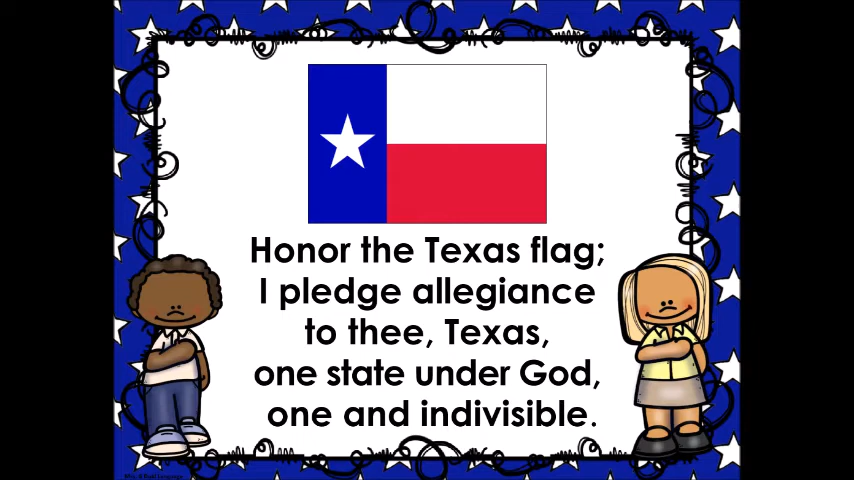 Honor the Texas flag;
I pledge allegiance
to thee, Texas,
one state under God,
one and indivisible.